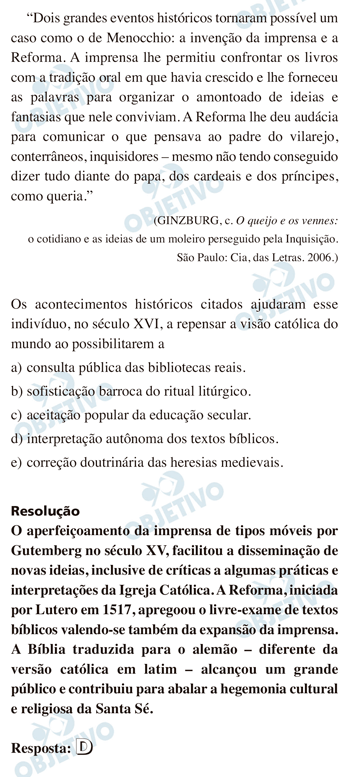 “Dois grandes eventos históricos tornaram possível um
caso como o de Menocchio: a invenção da imprensa e a
Reforma. A imprensa lhe permitiu confrontar os livros
com a tradição oral em que havia crescido e lhe forneceu
as palavras para organizar o amontoado de ideias e
fantasias que nele conviviam. A Reforma lhe deu audácia
para comunicar o que pensava ao padre do vilarejo,
conterrâneos, inquisidores – mesmo não tendo conseguido
dizer tudo diante do papa, dos cardeais e dos príncipes,
como queria.”
(GINZBURG, c. O queijo e os vennes:
o cotidiano e as ideias de um moleiro perseguido pela Inquisição.
São Paulo: Cia, das Letras. 2006.)
Os acontecimentos históricos citados ajudaram esse
indivíduo, no século XVI, a repensar a visão católica do
mundo ao possibilitarem a
a) consulta pública das bibliotecas reais.
b) sofisticação barroca do ritual litúrgico.
c) aceitação popular da educação secular.
d) interpretação autônoma dos textos bíblicos.
e) correção doutrinária das heresias medievais.
Resolução
O aperfeiçoamento da imprensa de tipos móveis por
Gutemberg no século XV, facilitou a disseminação de
novas ideias, inclusive de críticas a algumas práticas e
interpretações da Igreja Católica. A Reforma, iniciada
por Lutero em 1517, apregoou o livre-exame de textos
bíblicos valendo-se também da expansão da imprensa.
A Bíblia traduzida para o alemão – diferente da
versão católica em latim – alcançou um grande
público e contribuiu para abalar a hegemonia cultural
e religiosa da Santa Sé.
Resposta: D
OBJETIVO
OBJETIVO
OBJETIVO
OBJETIVO
OBJETIVO
OBJETIVO
OBJETIVO
OBJETIVO